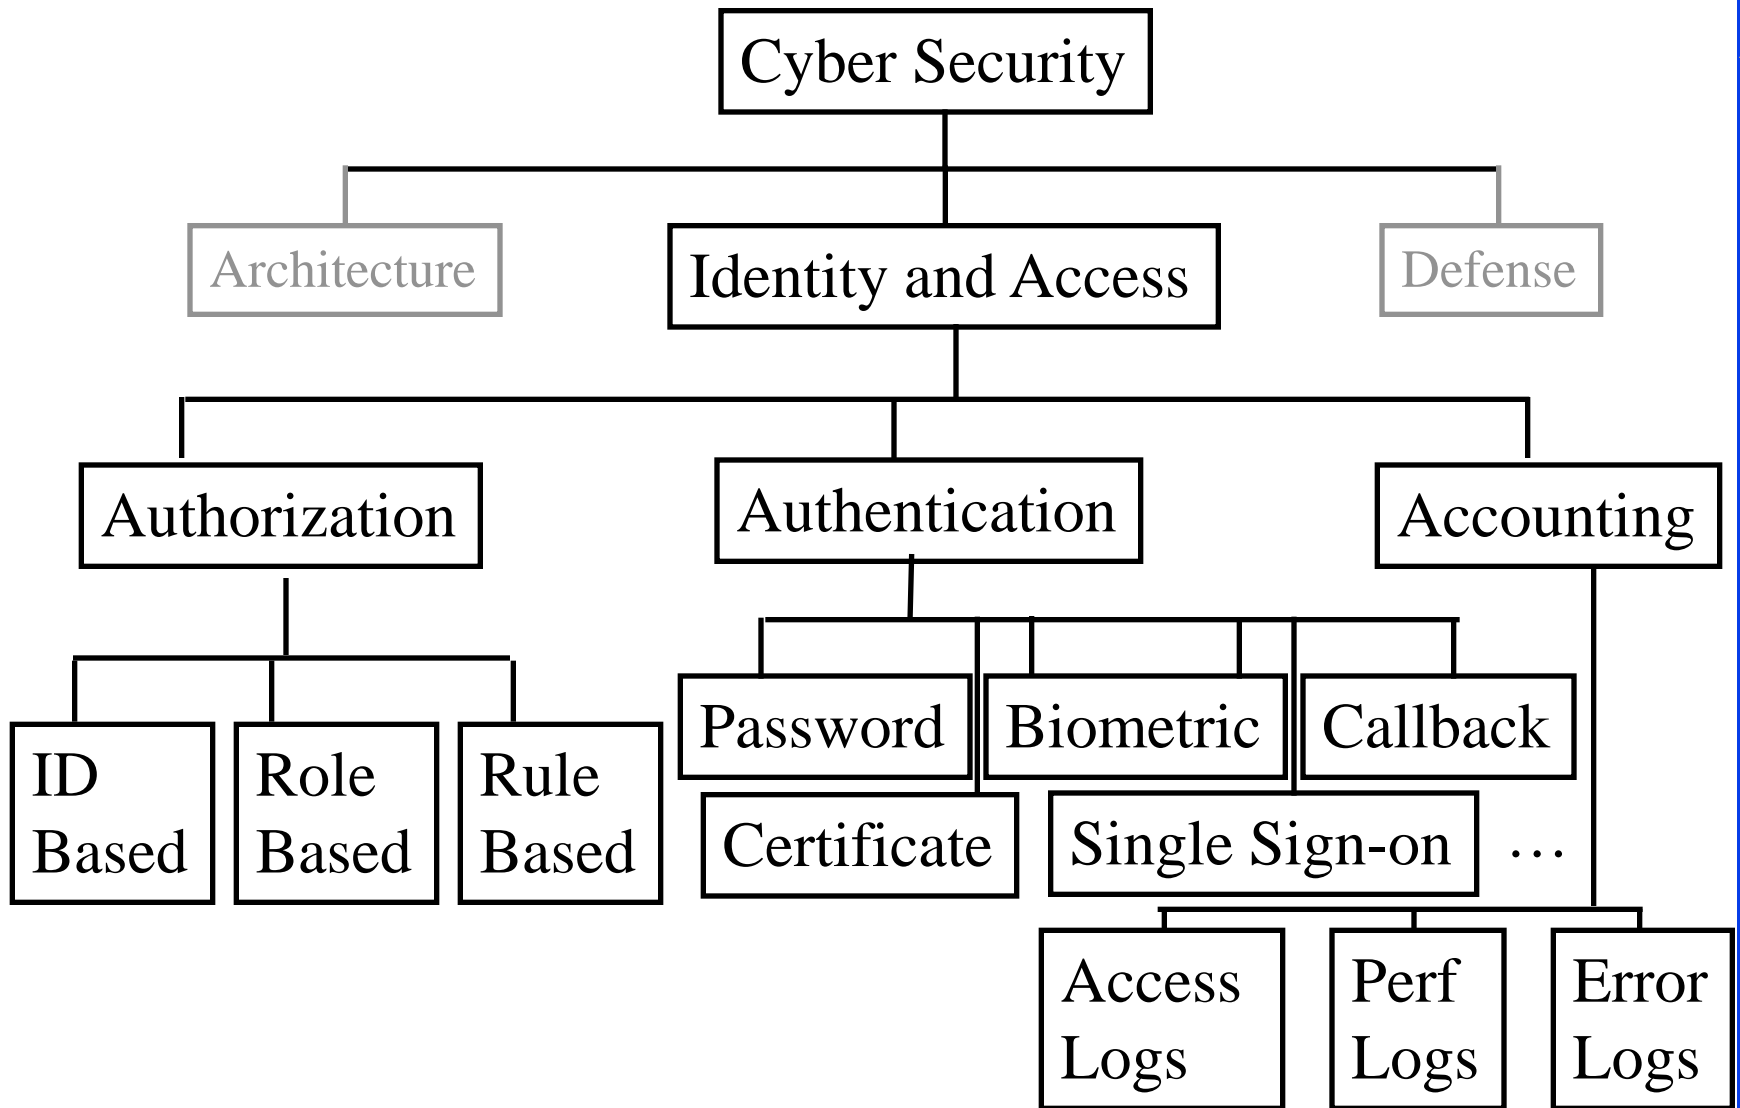 Cyber Security
Architecture
Identity and Access
Defense
Authorization
Authentication
Accounting
ID
Based
Role
Based
Rule
Based
Password
Biometric
Callback
Certificate
Single Sign-on
…
Access
Logs
Perf
Logs
Error
Logs